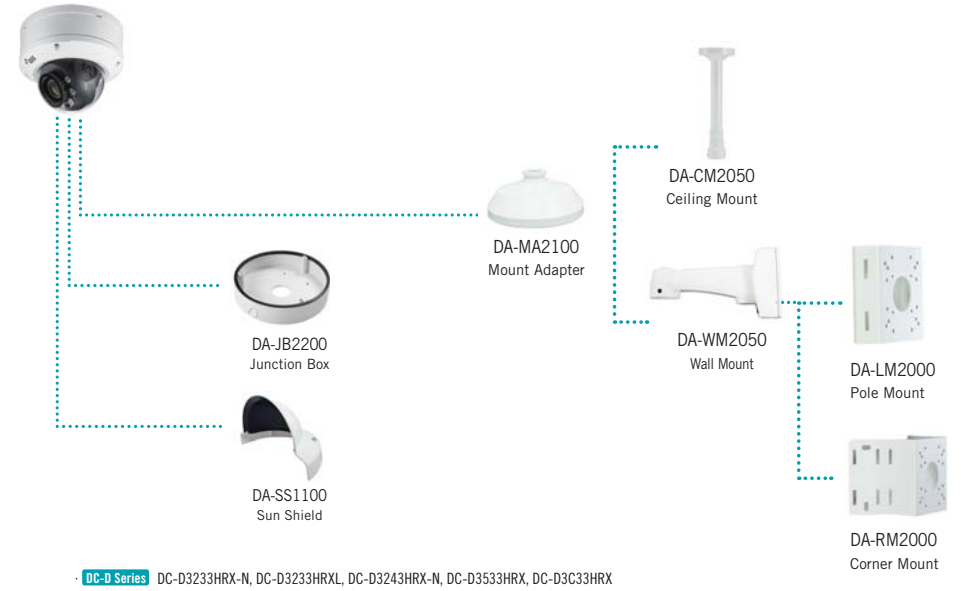 DA-CM2050
Ceiling Mount
DA-MA2100
Mount Adapter
DA-JB2200
Junction Box
DA-WM2050
Wall Mount
DA-LM2000
Pole Mount
DA-SS1100
Sun Shield
DA-RM2000
Corner Mount
· DC-D Series DC-D3233HRX-N, DC-D3233HRXL, DC-D3243HRX-N, DC-D3533HRX, DC-D3C33HRX